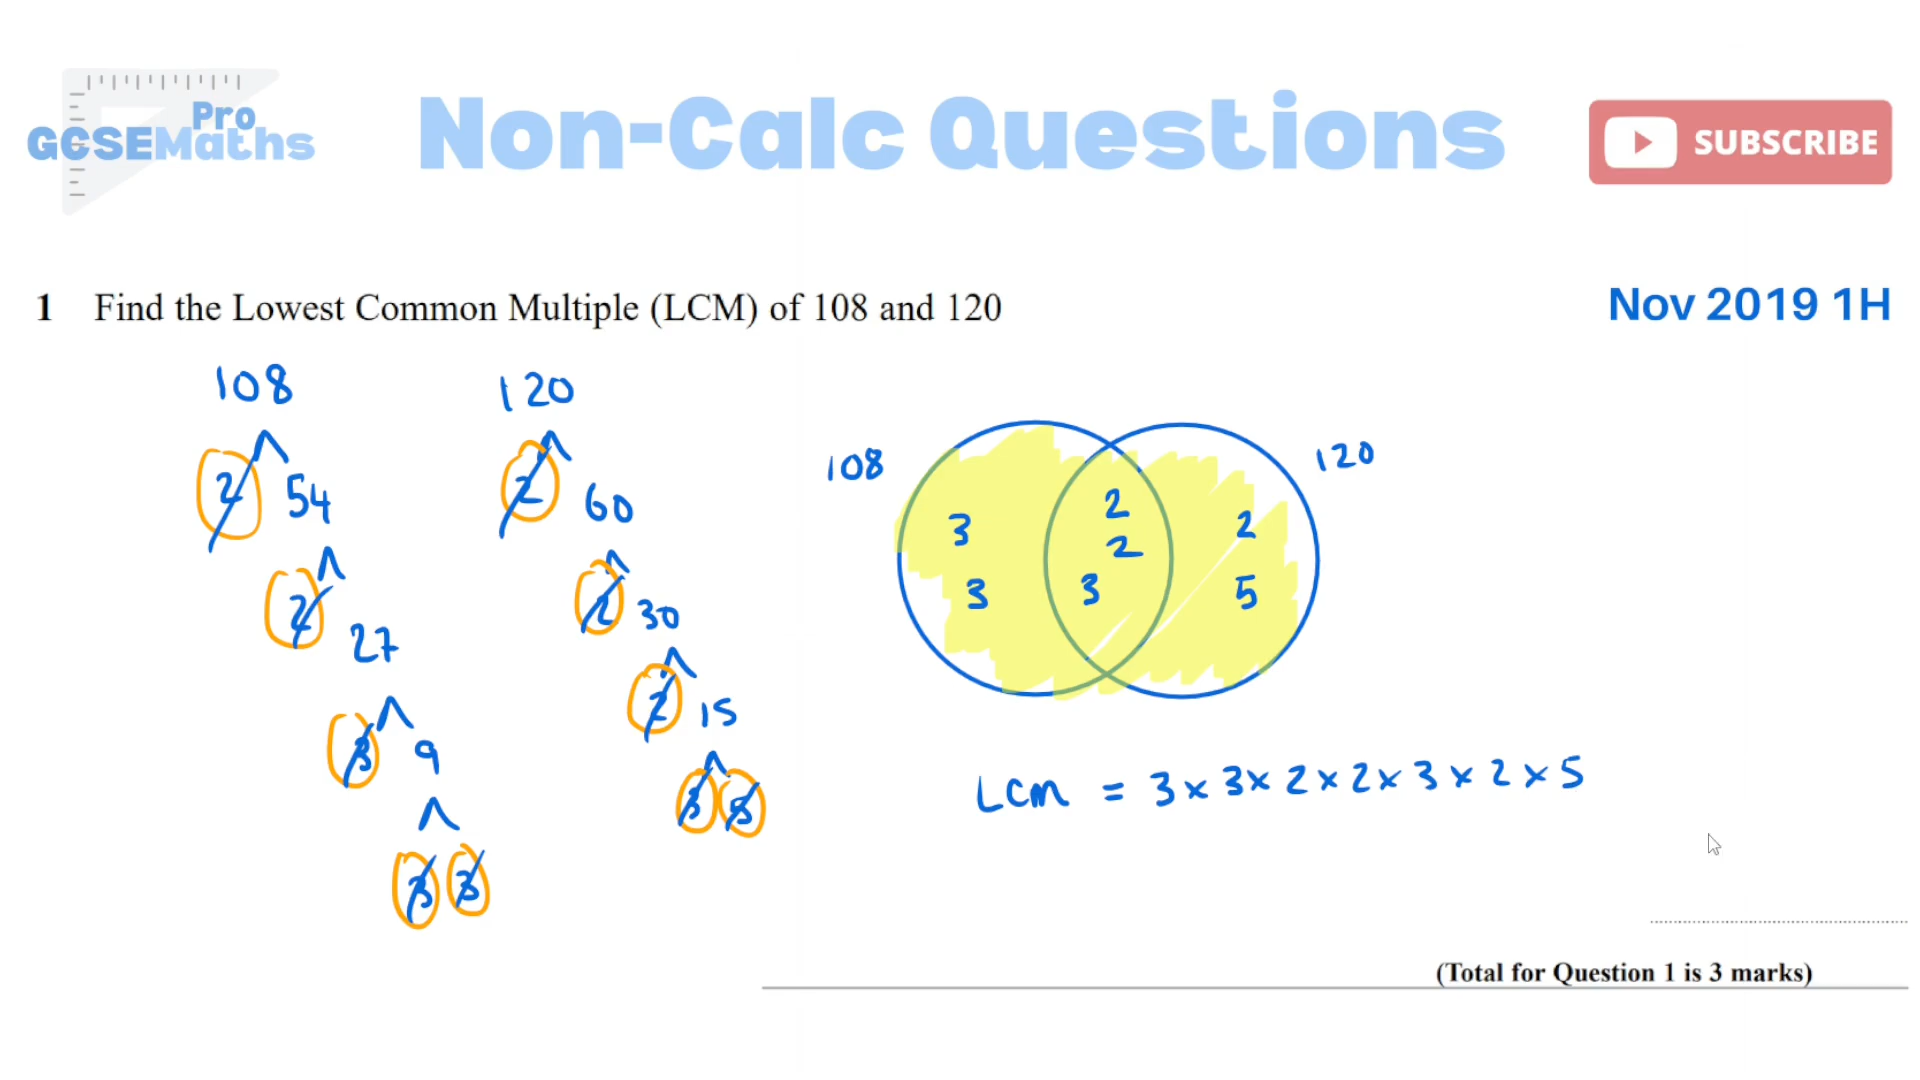 Pro
GCSEMaths
Non-Calc Questions
SUBSCRIBE
1 Find the Lowest Common Multiple (LCM) of 108 and 120
Nov 2019 1H
108
2 54
2 27
3 9
3 3
120
2 60
2 30
2 15
3 5
108 120
3 2 2
2
3 3 5
LCM = 3 × 3 × 2 × 2 × 3 × 2 × 5
(Total for Question 1 is 3 marks)